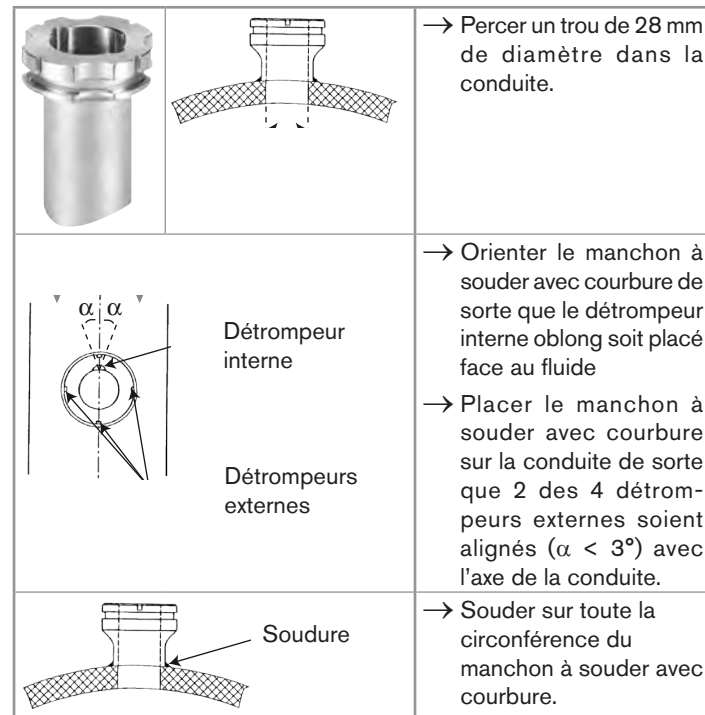 → Percer un trou de 28 mm
de diamètre dans la
conduite.
α α
Détrompeur
interne
Détrompeurs
externes
→ Orienter le manchon à
souder avec courbure de
sorte que le détrompeur
interne oblong soit placé
face au fluide
→ Placer le manchon à
souder avec courbure
sur la conduite de sorte
que 2 des 4 détrom-
peurs externes soient
alignés (α < 3°) avec
l'axe de la conduite.
Soudure
→ Souder sur toute la
circonférence du
manchon à souder avec
courbure.